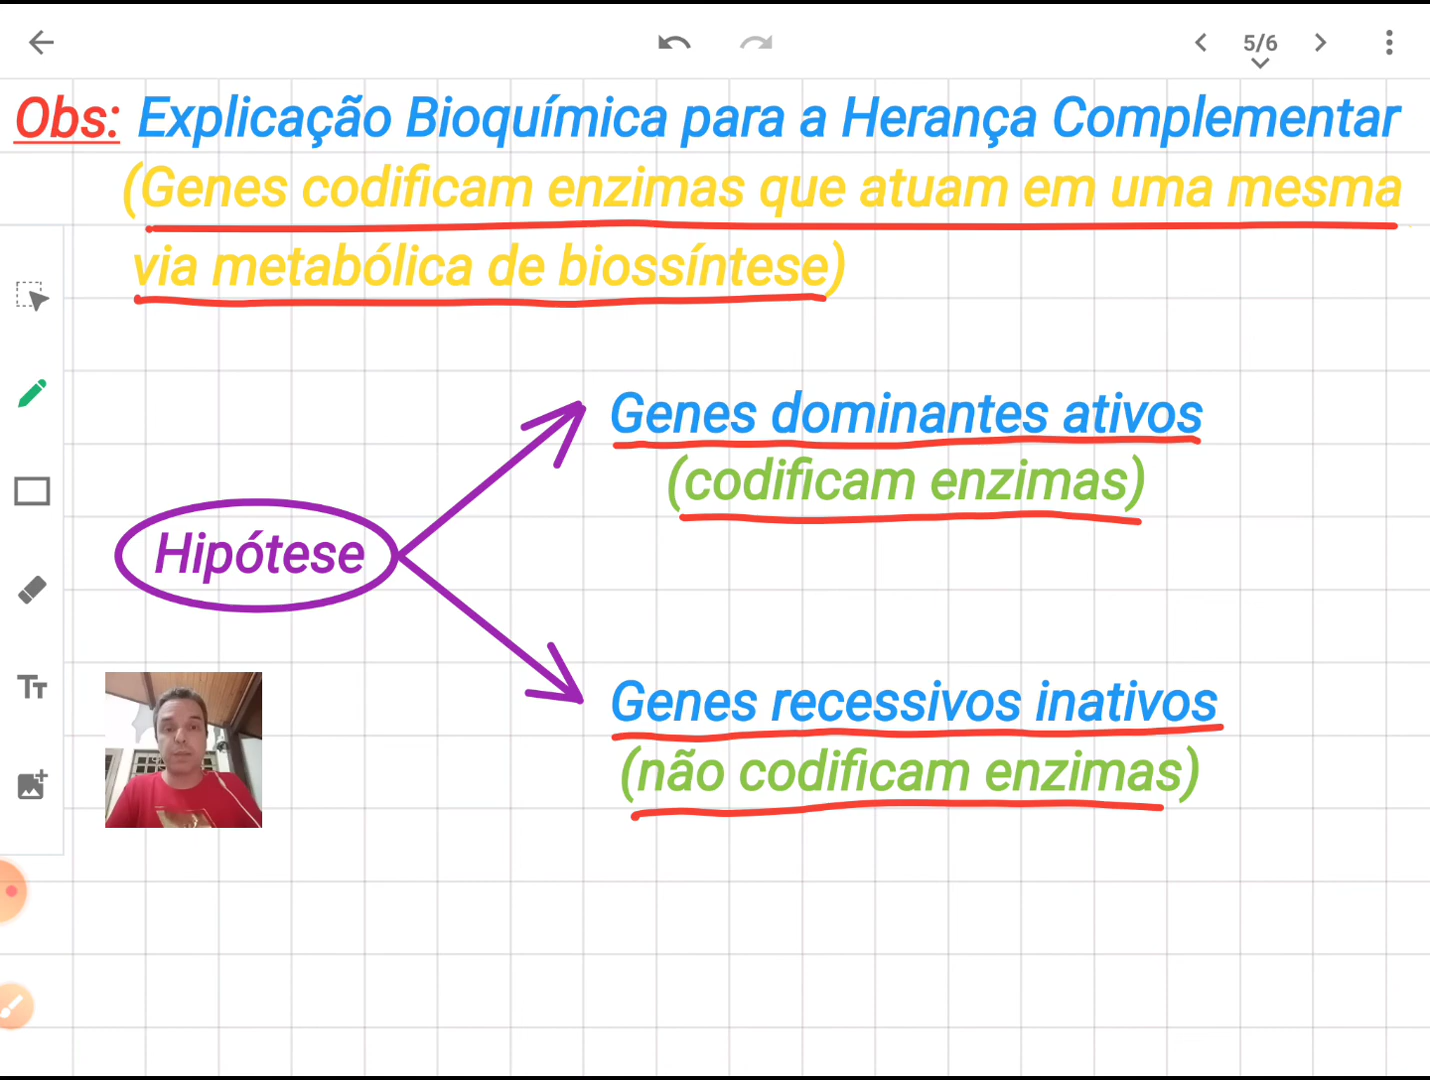 5/6
Obs: Explicação Bioquímica para a Herança Complementar
(Genes codificam enzimas que atuam em uma mesma
via metabólica de biossíntese)
Genes dominantes ativos
(codificam enzimas)
Hipótese
Genes recessivos inativos
(não codificam enzimas)
Tт